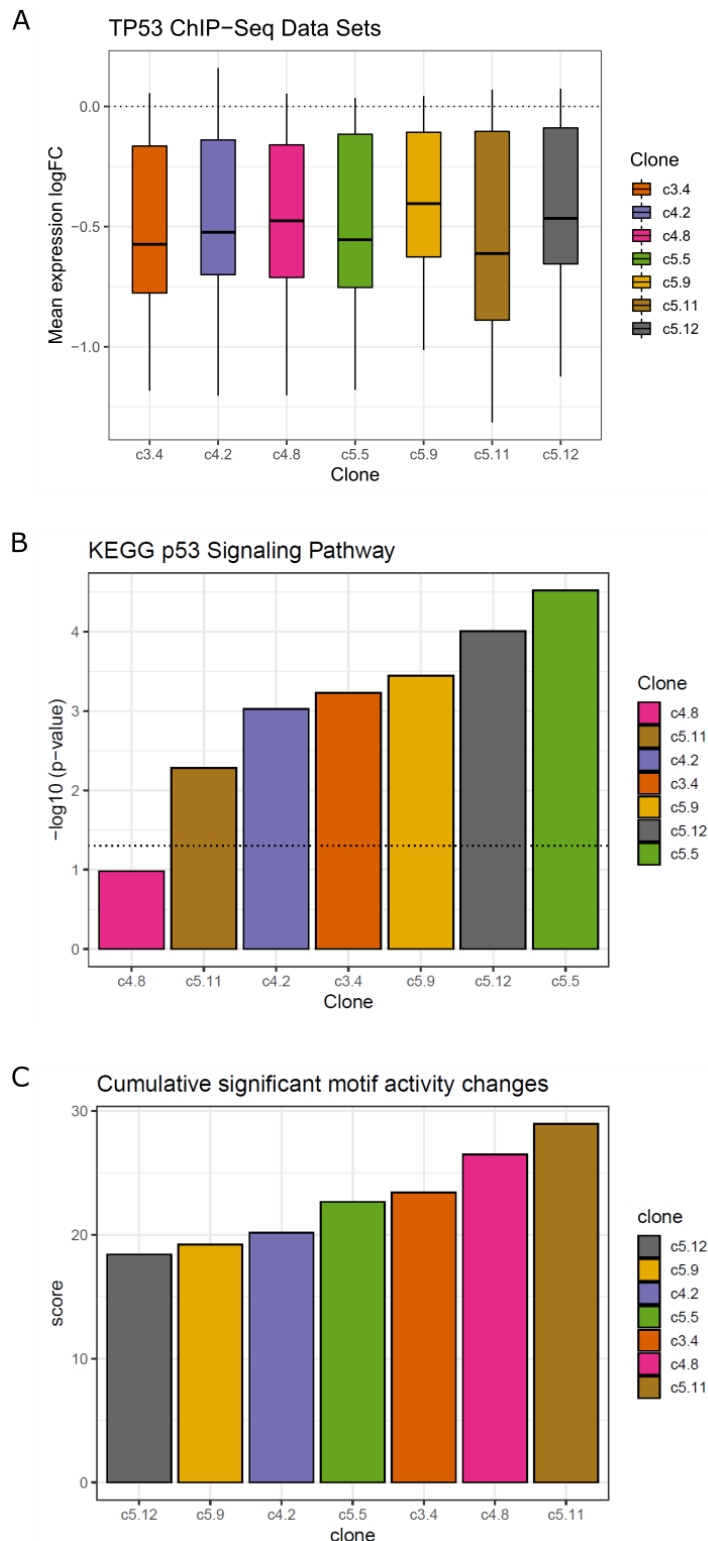 A
TP53 ChIP−Seq Data Sets
Mean expression logFC
0.0
−0.5
−1.0
c3.4 c4.2 c4.8 c5.5 c5.9 c5.11 c5.12
Clone
Clone
c3.4
c4.2
c4.8
c5.5
c5.9
c5.11
c5.12
B
KEGG p53 Signaling Pathway
−log10 (p−value)
4
3
2
1
0
c4.8 c5.11 c4.2 c3.4 c5.9 c5.12 c5.5
Clone
Clone
c4.8
c5.11
c4.2
c3.4
c5.9
c5.12
c5.5
C
Cumulative significant motif activity changes
score
30
20
10
0
c5.12 c5.9 c4.2 c5.5 c3.4 c4.8 c5.11
clone
clone
c5.12
c5.9
c4.2
c5.5
c3.4
c4.8
c5.11